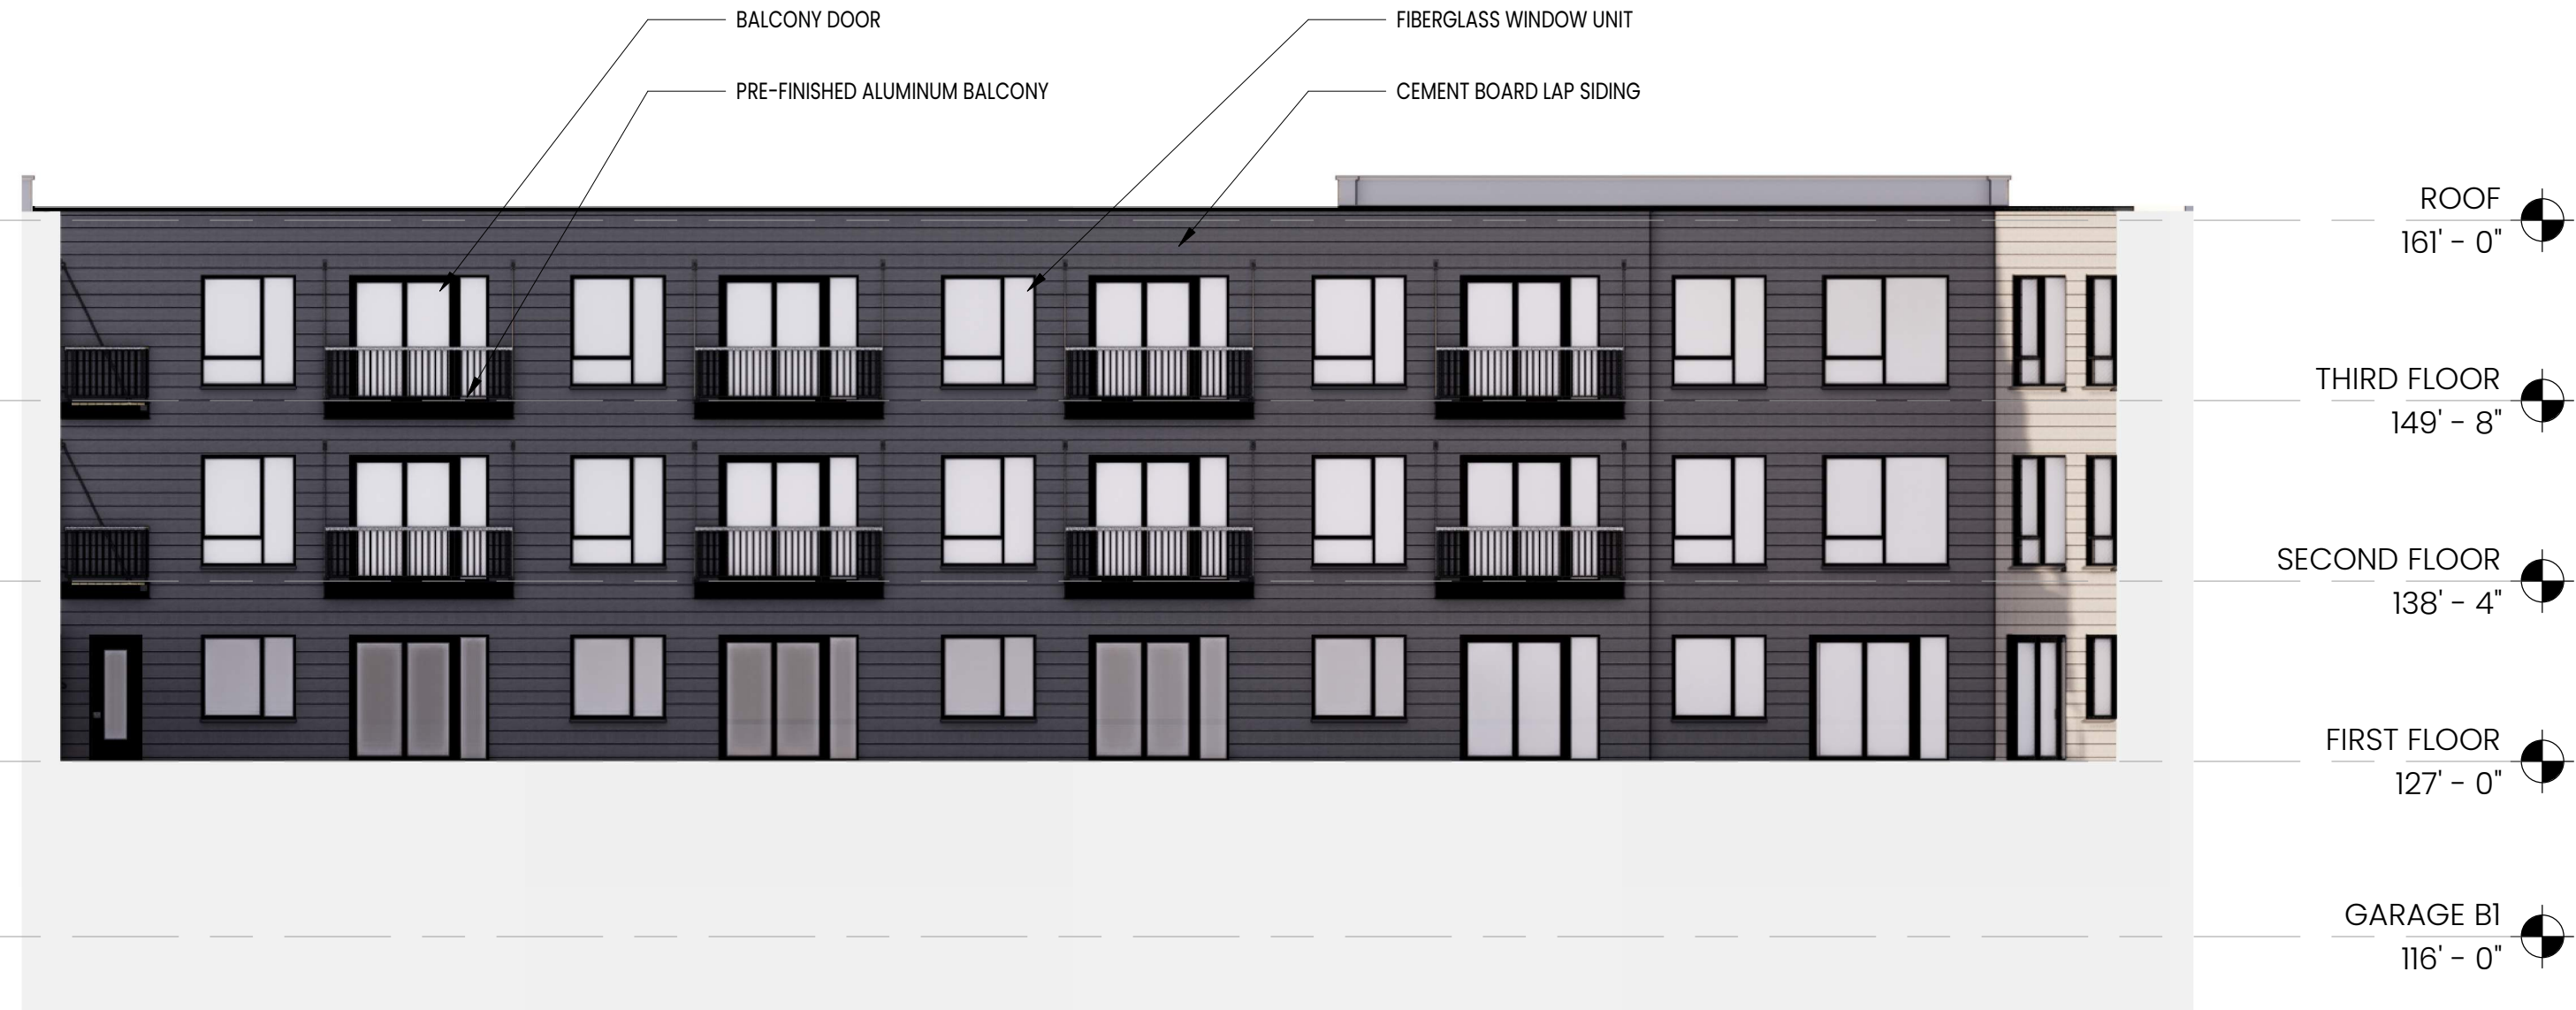 BALCONY DOOR
FIBERGLASS WINDOW UNIT
PRE-FINISHED ALUMINUM BALCONY
CEMENT BOARD LAP SIDING
ROOF
161' - 0"
THIRD FLOOR
149' - 8"
SECOND FLOOR
138' - 4"
FIRST FLOOR
127' - 0"
GARAGE B1
116' - 0"